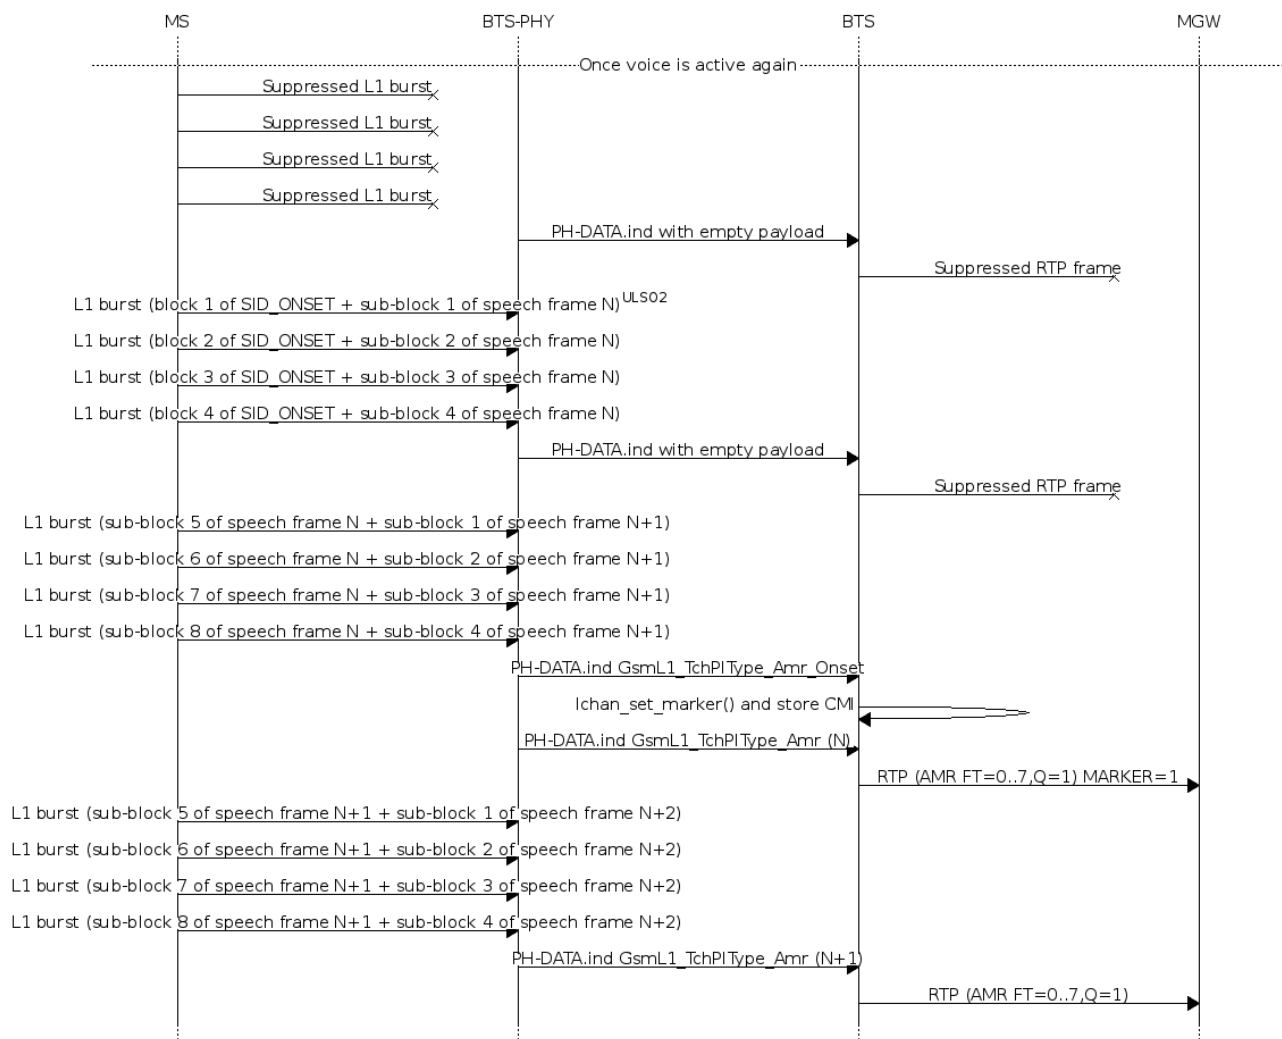 MS BTS-PHY BTS MGW
Once voice is active again
Suppressed L1 burst
Suppressed L1 burst
Suppressed L1 burst
Suppressed L1 burst
PH-DATA.ind with empty payload
Suppressed RTP frame
L1 burst (block 1 of SID_ONSET + sub-block 1 of speech frame N) ULS02
L1 burst (block 2 of SID_ONSET + sub-block 2 of speech frame N)
L1 burst (block 3 of SID_ONSET + sub-block 3 of speech frame N)
L1 burst (block 4 of SID_ONSET + sub-block 4 of speech frame N)
PH-DATA.ind with empty payload
Suppressed RTP frame
L1 burst (sub-block 5 of speech frame N + sub-block 1 of speech frame N+1)
L1 burst (sub-block 6 of speech frame N + sub-block 2 of speech frame N+1)
L1 burst (sub-block 7 of speech frame N + sub-block 3 of speech frame N+1)
L1 burst (sub-block 8 of speech frame N + sub-block 4 of speech frame N+1)
PH-DATA.ind GsmL1_TchPlType_Amr_Onset
lchan_set_marker() and store CMI
PH-DATA.ind GsmL1_TchPlType_Amr (N)
RTP (AMR FT=0..7,Q=1) MARKER=1
L1 burst (sub-block 5 of speech frame N+1 + sub-block 1 of speech frame N+2)
L1 burst (sub-block 6 of speech frame N+1 + sub-block 2 of speech frame N+2)
L1 burst (sub-block 7 of speech frame N+1 + sub-block 3 of speech frame N+2)
L1 burst (sub-block 8 of speech frame N+1 + sub-block 4 of speech frame N+2)
PH-DATA.ind GsmL1_TchPlType_Amr (N+1)
RTP (AMR FT=0..7,Q=1)